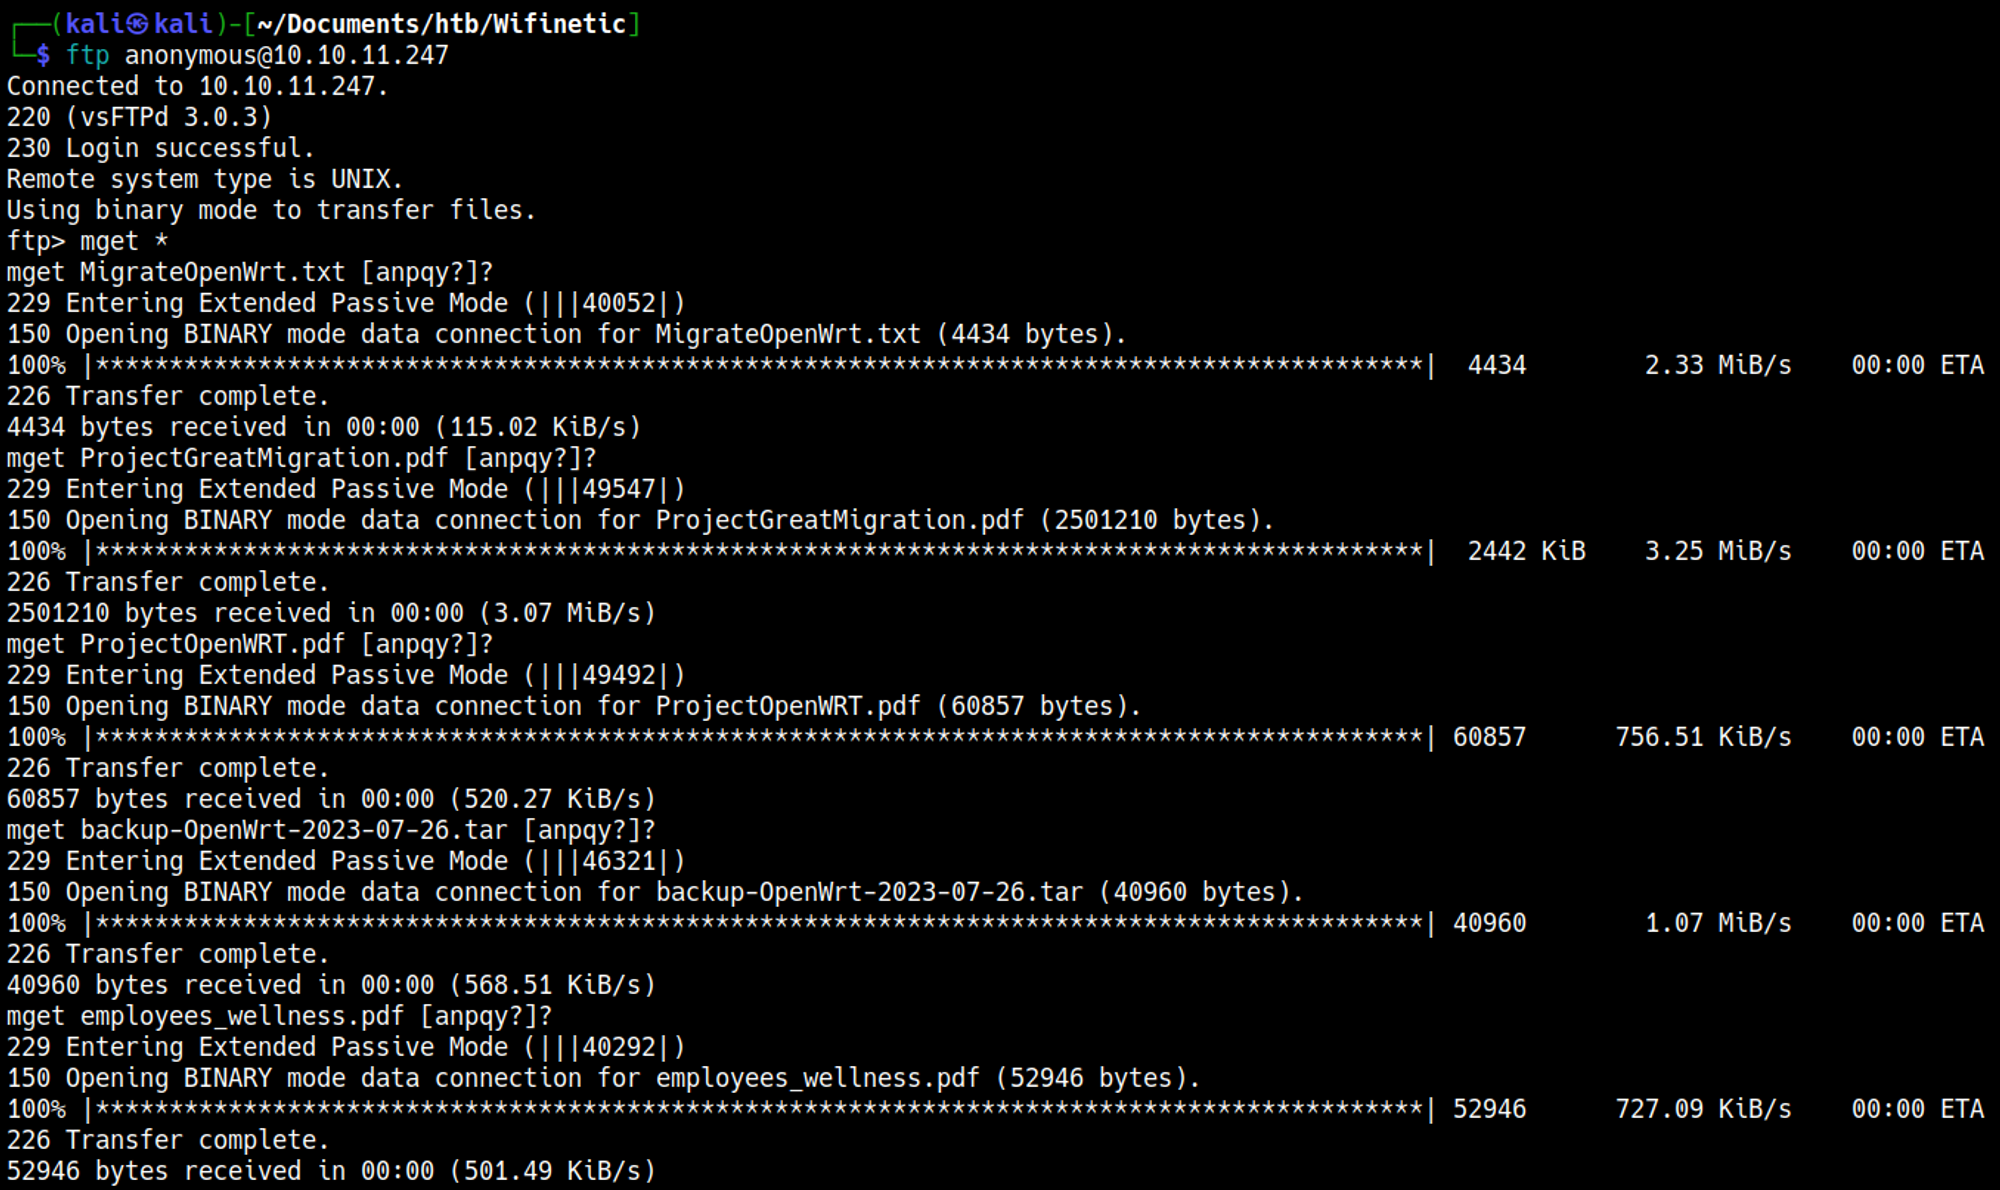 ┌──(kali㉿kali)-[~/Documents/htb/Wifinetic]
└─$ ftp anonymous@10.10.11.247
Connected to 10.10.11.247.
220 (vsFTPd 3.0.3)
230 Login successful.
Remote system type is UNIX.
Using binary mode to transfer files.
ftp> mget *
mget MigrateOpenWrt.txt [anpqy?]?
229 Entering Extended Passive Mode (|||40052|)
150 Opening BINARY mode data connection for MigrateOpenWrt.txt (4434 bytes).
100% |******************************************************************************************| 4434 2.33 MiB/s 00:00 ETA
226 Transfer complete.
4434 bytes received in 00:00 (115.02 KiB/s)
mget ProjectGreatMigration.pdf [anpqy?]?
229 Entering Extended Passive Mode (|||49547|)
150 Opening BINARY mode data connection for ProjectGreatMigration.pdf (2501210 bytes).
100% |******************************************************************************************| 2442 KiB 3.25 MiB/s 00:00 ETA
226 Transfer complete.
2501210 bytes received in 00:00 (3.07 MiB/s)
mget ProjectOpenWRT.pdf [anpqy?]?
229 Entering Extended Passive Mode (|||49492|)
150 Opening BINARY mode data connection for ProjectOpenWRT.pdf (60857 bytes).
100% |******************************************************************************************| 60857 756.51 KiB/s 00:00 ETA
226 Transfer complete.
60857 bytes received in 00:00 (520.27 KiB/s)
mget backup-OpenWrt-2023-07-26.tar [anpqy?]?
229 Entering Extended Passive Mode (|||46321|)
150 Opening BINARY mode data connection for backup-OpenWrt-2023-07-26.tar (40960 bytes).
100% |******************************************************************************************| 40960 1.07 MiB/s 00:00 ETA
226 Transfer complete.
40960 bytes received in 00:00 (568.51 KiB/s)
mget employees_wellness.pdf [anpqy?]?
229 Entering Extended Passive Mode (|||40292|)
150 Opening BINARY mode data connection for employees_wellness.pdf (52946 bytes).
100% |******************************************************************************************| 52946 727.09 KiB/s 00:00 ETA
226 Transfer complete.
52946 bytes received in 00:00 (501.49 KiB/s)